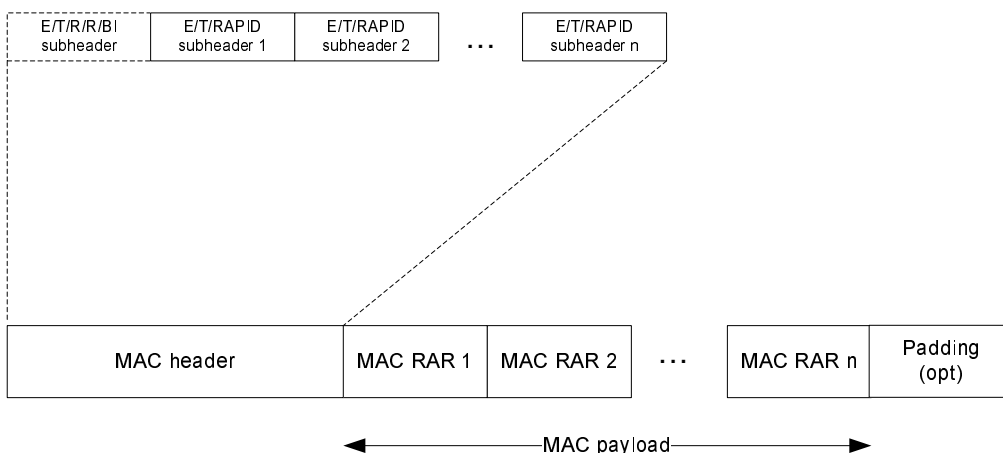 E/T/R/R/BI subheader
E/T/RAPID subheader 1
E/T/RAPID subheader 2
...
E/T/RAPID subheader n
MAC header
MAC RAR 1
MAC RAR 2
...
MAC RAR n
Padding (opt)
MAC payload